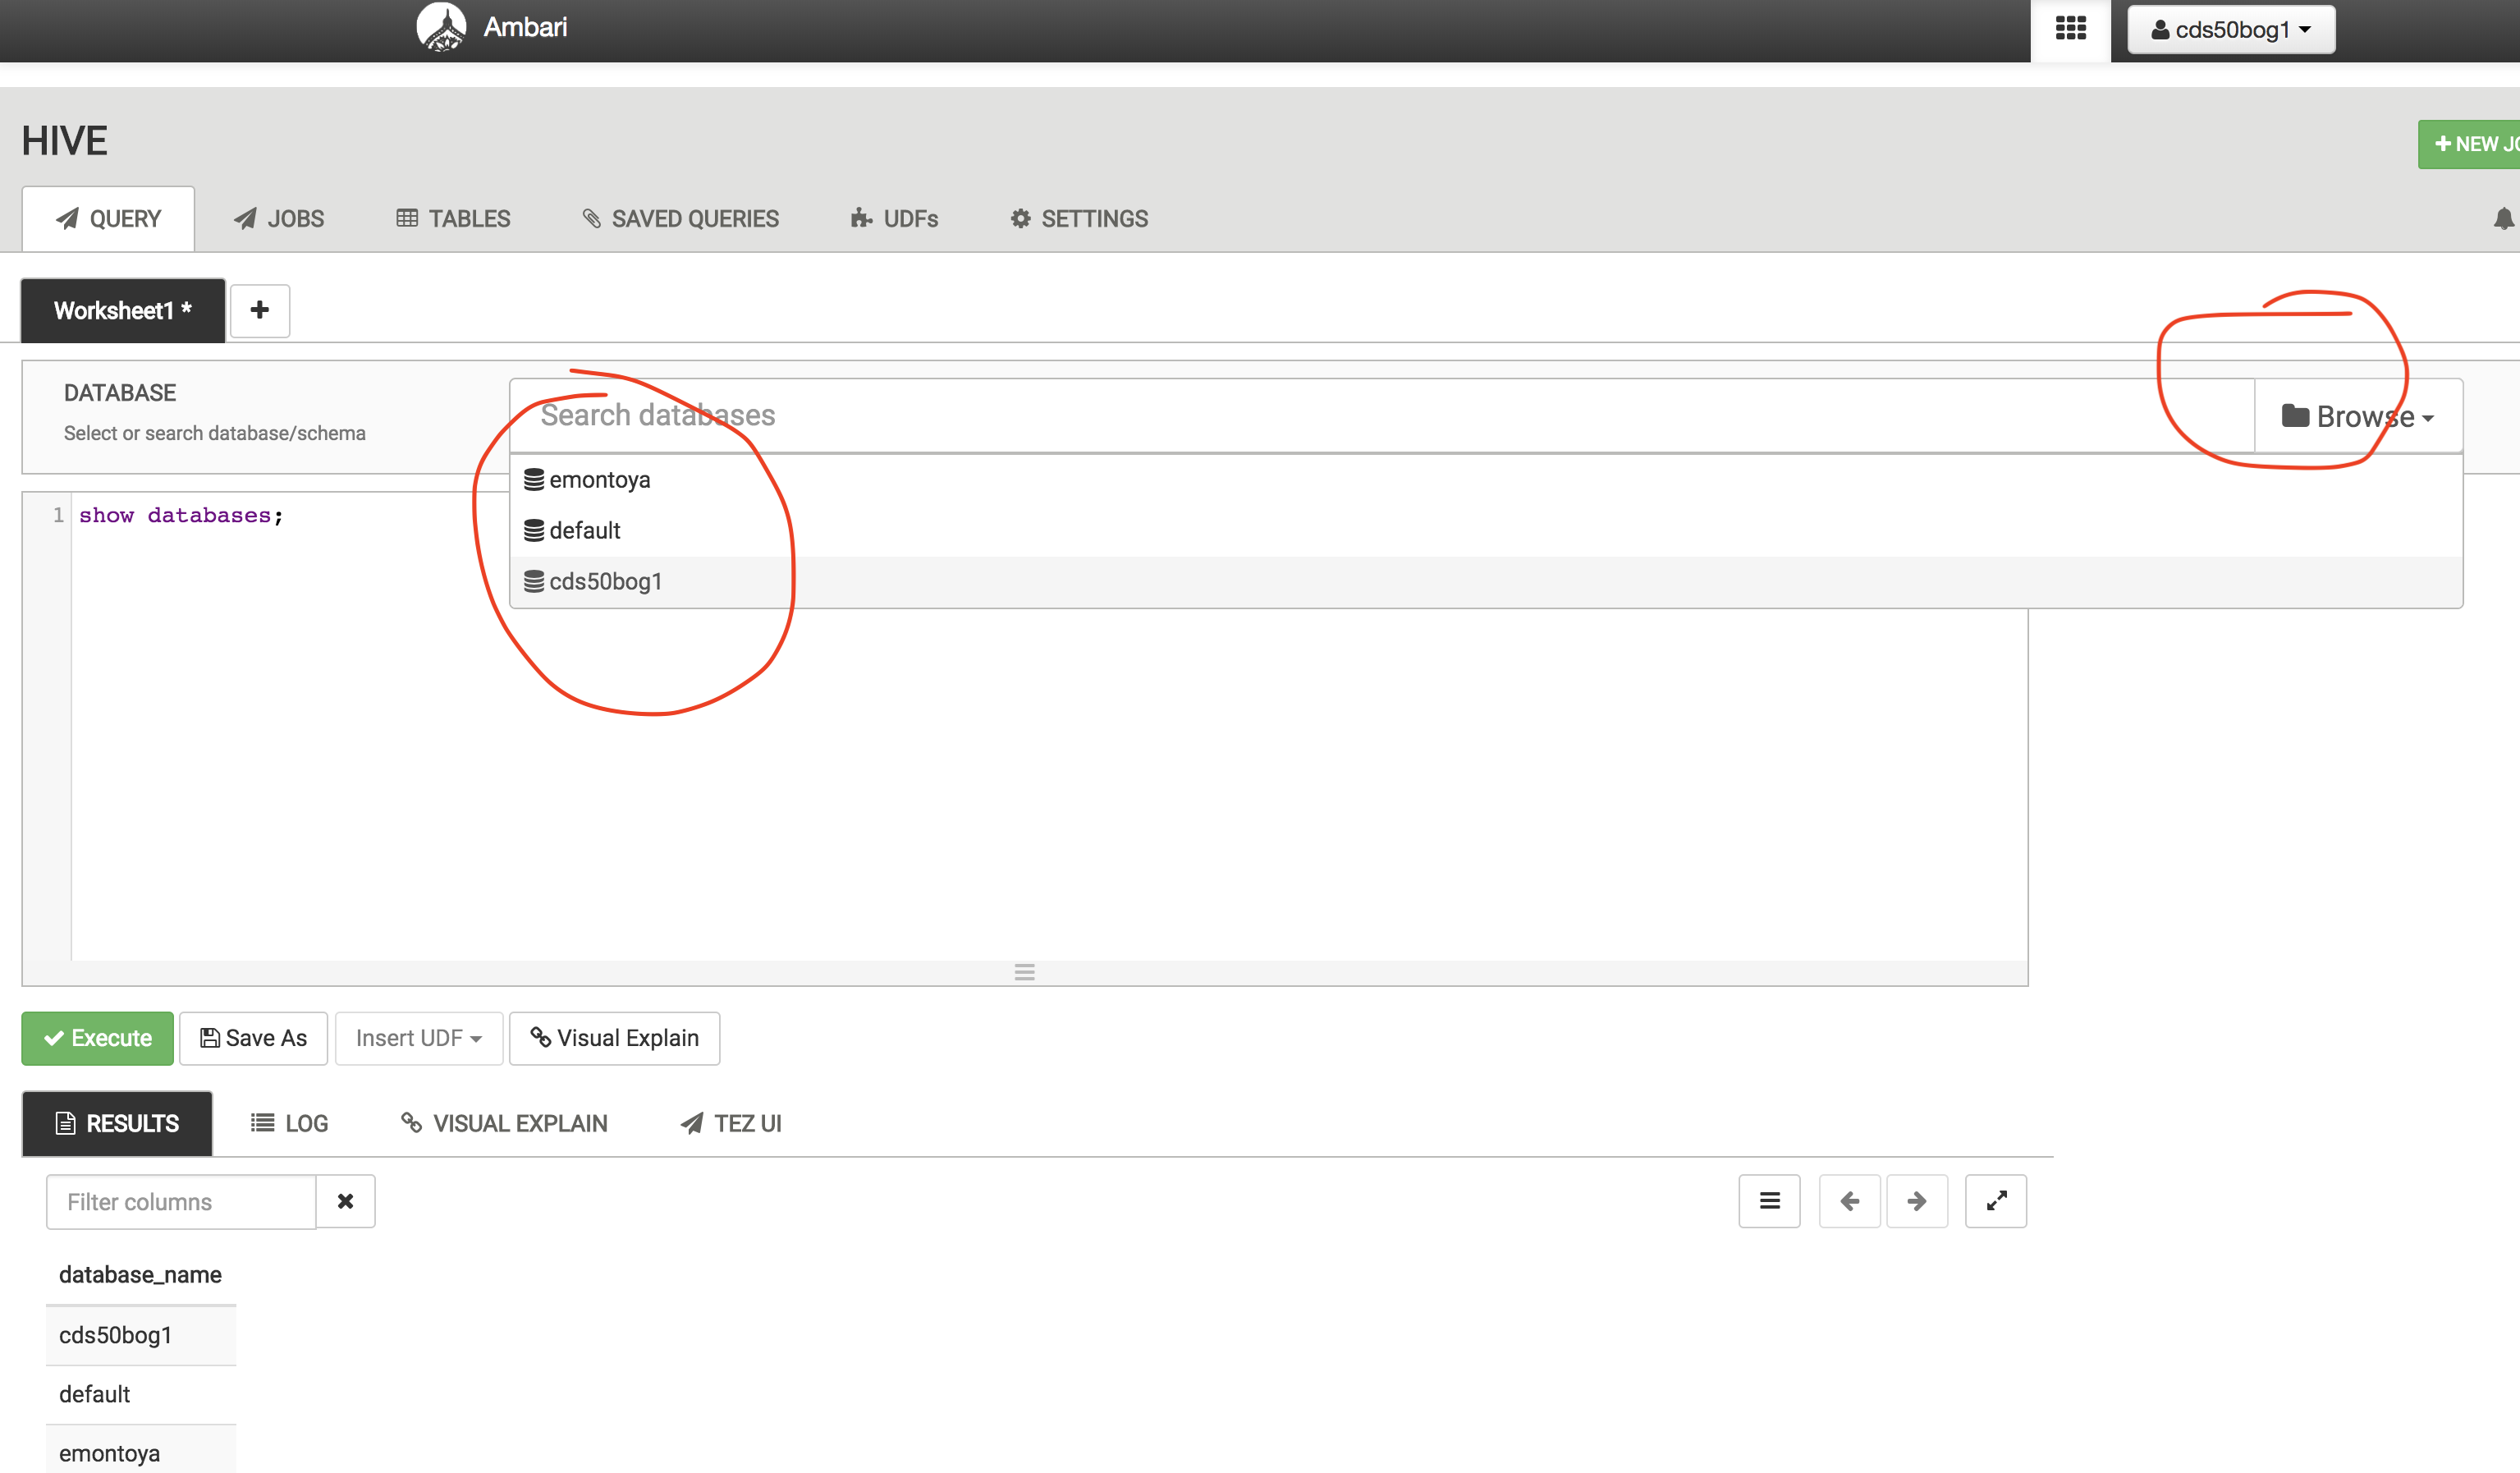 Ambari
cds50bog1
HIVE
NEW JO
QUERY JOBS TABLES SAVED QUERIES UDFs SETTINGS
Worksheet1 *
DATABASE
Select or search database/schema
Search databases
Browse
emontoya
default
cds50bog1
1 show databases;
Execute Save As Insert UDF Visual Explain
RESULTS LOG VISUAL EXPLAIN TEZ UI
Filter columns
database_name
cds50bog1
default
emontoya